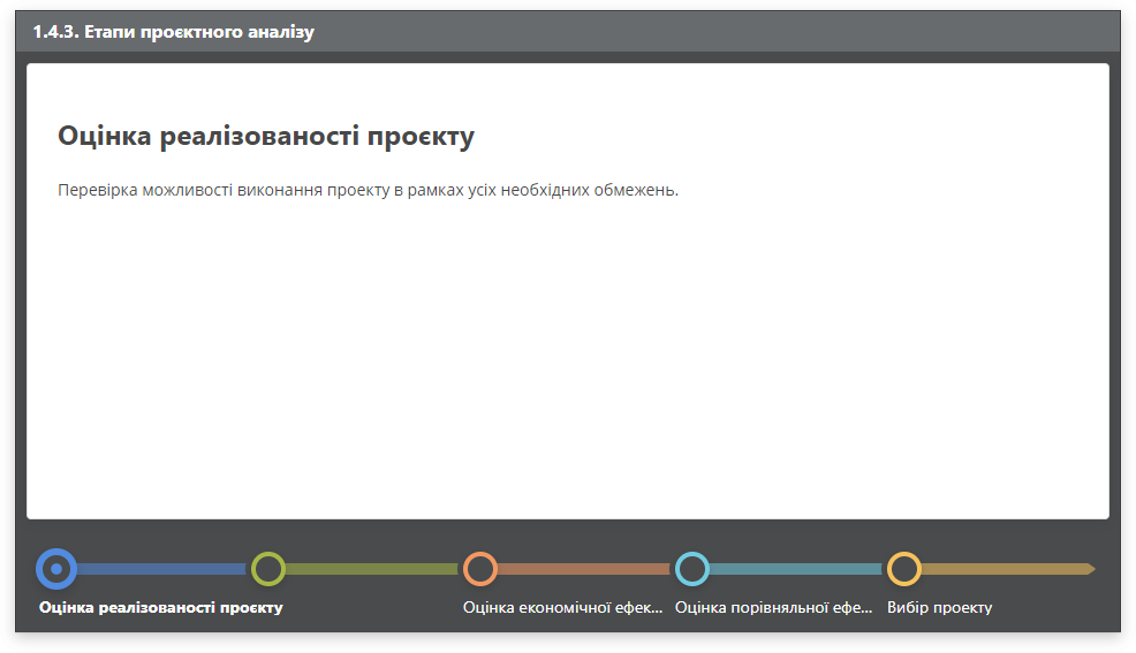 1.4.3. Етапи проєктного аналізу
Оцінка реалізованості проєкту
Перевірка можливості виконання проекту в рамках усіх необхідних обмежень.
Оцінка реалізованості проєкту
Оцінка економічної ефек...
Оцінка порівняльної ефе...
Вибір проекту